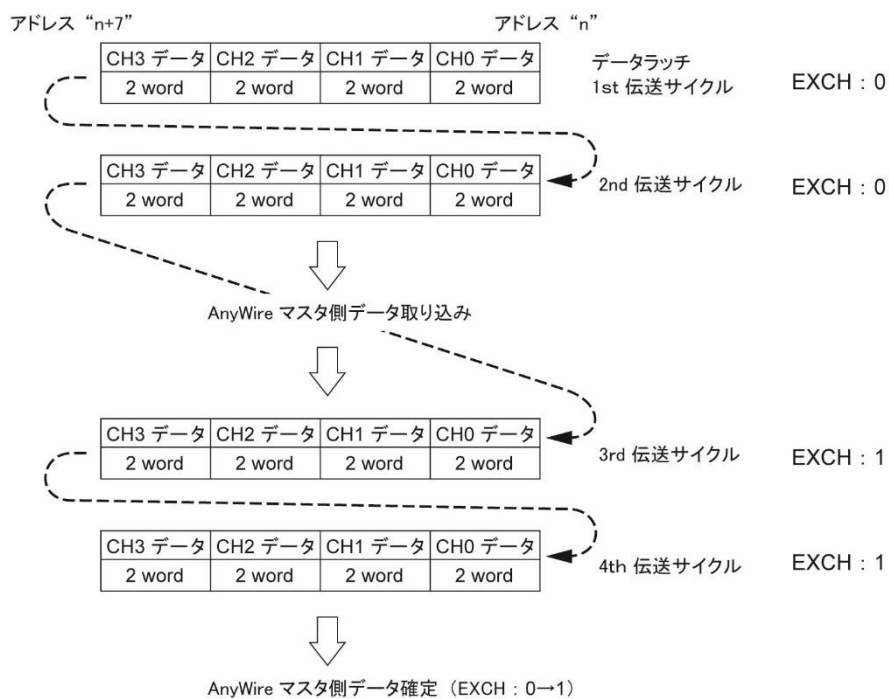 アドレス “n+7” アドレス “n”
CH3 データ CH2 データ CH1 データ CH0 データ データラッチ
2 word 2 word 2 word 2 word 1st 伝送サイクル EXCH : 0
CH3 データ CH2 データ CH1 データ CH0 データ
2 word 2 word 2 word 2 word 2nd 伝送サイクル EXCH : 0
AnyWire マスタ側データ取り込み
CH3 データ CH2 データ CH1 データ CH0 データ
2 word 2 word 2 word 2 word 3rd 伝送サイクル EXCH : 1
CH3 データ CH2 データ CH1 データ CH0 データ
2 word 2 word 2 word 2 word 4th 伝送サイクル EXCH : 1
AnyWire マスタ側データ確定 (EXCH : 0→1)